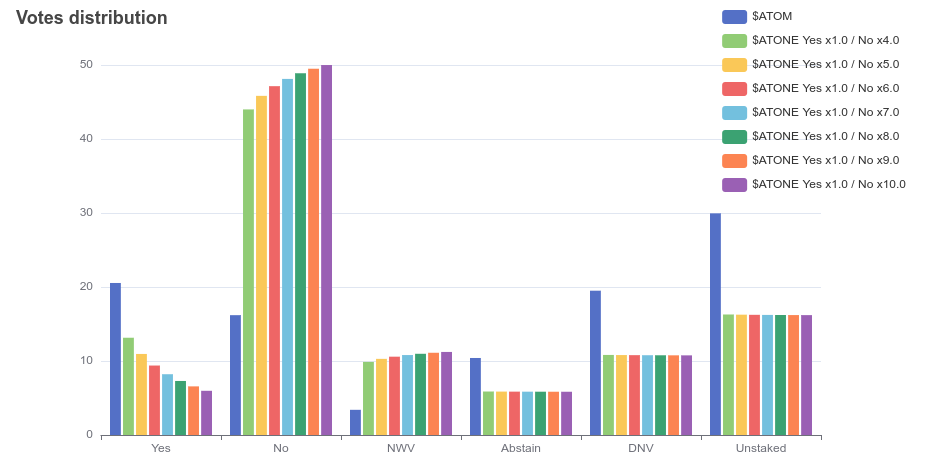 Votes distribution
$ATOM
$ATONE Yes x1.0 / No x4.0
$ATONE Yes x1.0 / No x5.0
$ATONE Yes x1.0 / No x6.0
$ATONE Yes x1.0 / No x7.0
$ATONE Yes x1.0 / No x8.0
$ATONE Yes x1.0 / No x9.0
$ATONE Yes x1.0 / No x10.0
50
40
30
20
10
0
Yes No NWV Abstain DNV Unstaked